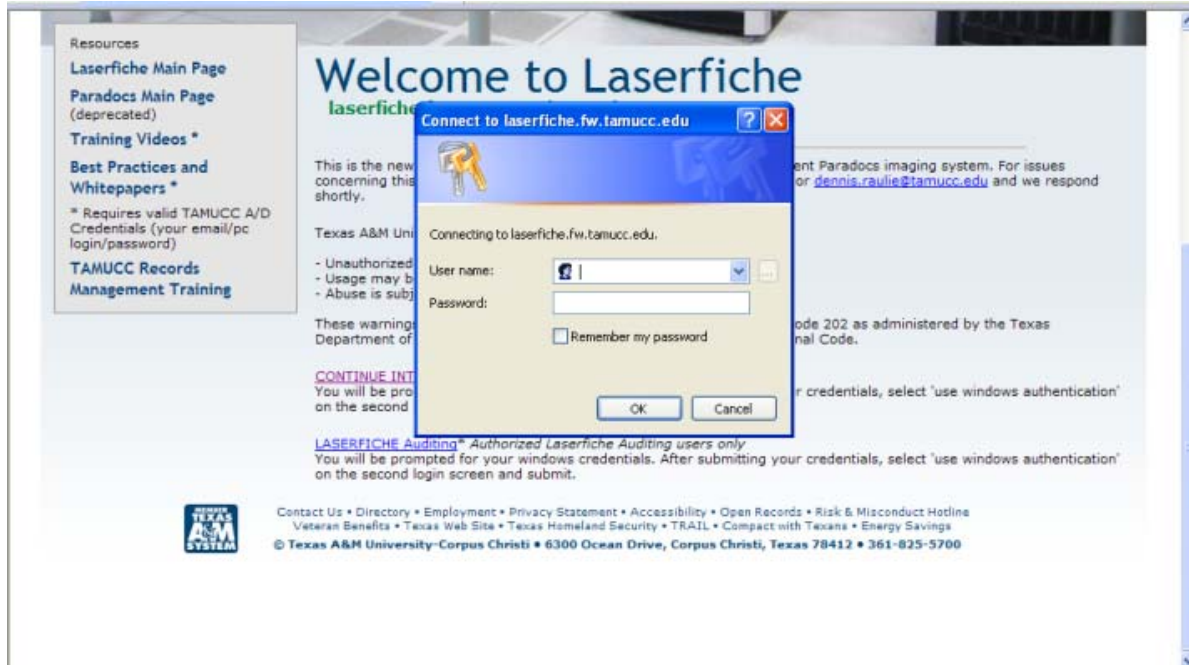 Resources
Laserfiche Main Page
Paradocs Main Page
(deprecated)
Training Videos *
Best Practices and
Whitepapers *
* Requires valid TAMUCC A/D
Credentials (your email/pc
login/password)
TAMUCC Records
Management Training
Welcome to Laserfiche
laserfiche
Connect to laserfiche.fw.tamucc.edu
Connecting to laserfiche.fw.tamucc.edu.
User name:
Password:
Remember my password
OK Cancel
This is the new ent Paradocs imaging system. For issues
concerning this or dennis.raulie@tamucc.edu and we respond
shortly.
Texas A&M Uni
- Unauthorized
- Usage may b
- Abuse is subj
These warning ode 202 as administered by the Texas
Department of nal Code.
CONTINUE INT
You will be pro r credentials, select 'use windows authentication'
on the second
LASERFICHE Auditing* Authorized Laserfiche Auditing users only
You will be prompted for your windows credentials. After submitting your credentials, select 'use windows authentication'
on the second login screen and submit.
MEMBER
TEXAS
A&M
SYSTEM
Contact Us • Directory • Employment • Privacy Statement • Accessibility • Open Records • Risk & Misconduct Hotline
Veteran Benefits • Texas Web Site • Texas Homeland Security • TRAIL • Compact with Texans • Energy Savings
© Texas A&M University-Corpus Christi • 6300 Ocean Drive, Corpus Christi, Texas 78412 • 361-825-5700